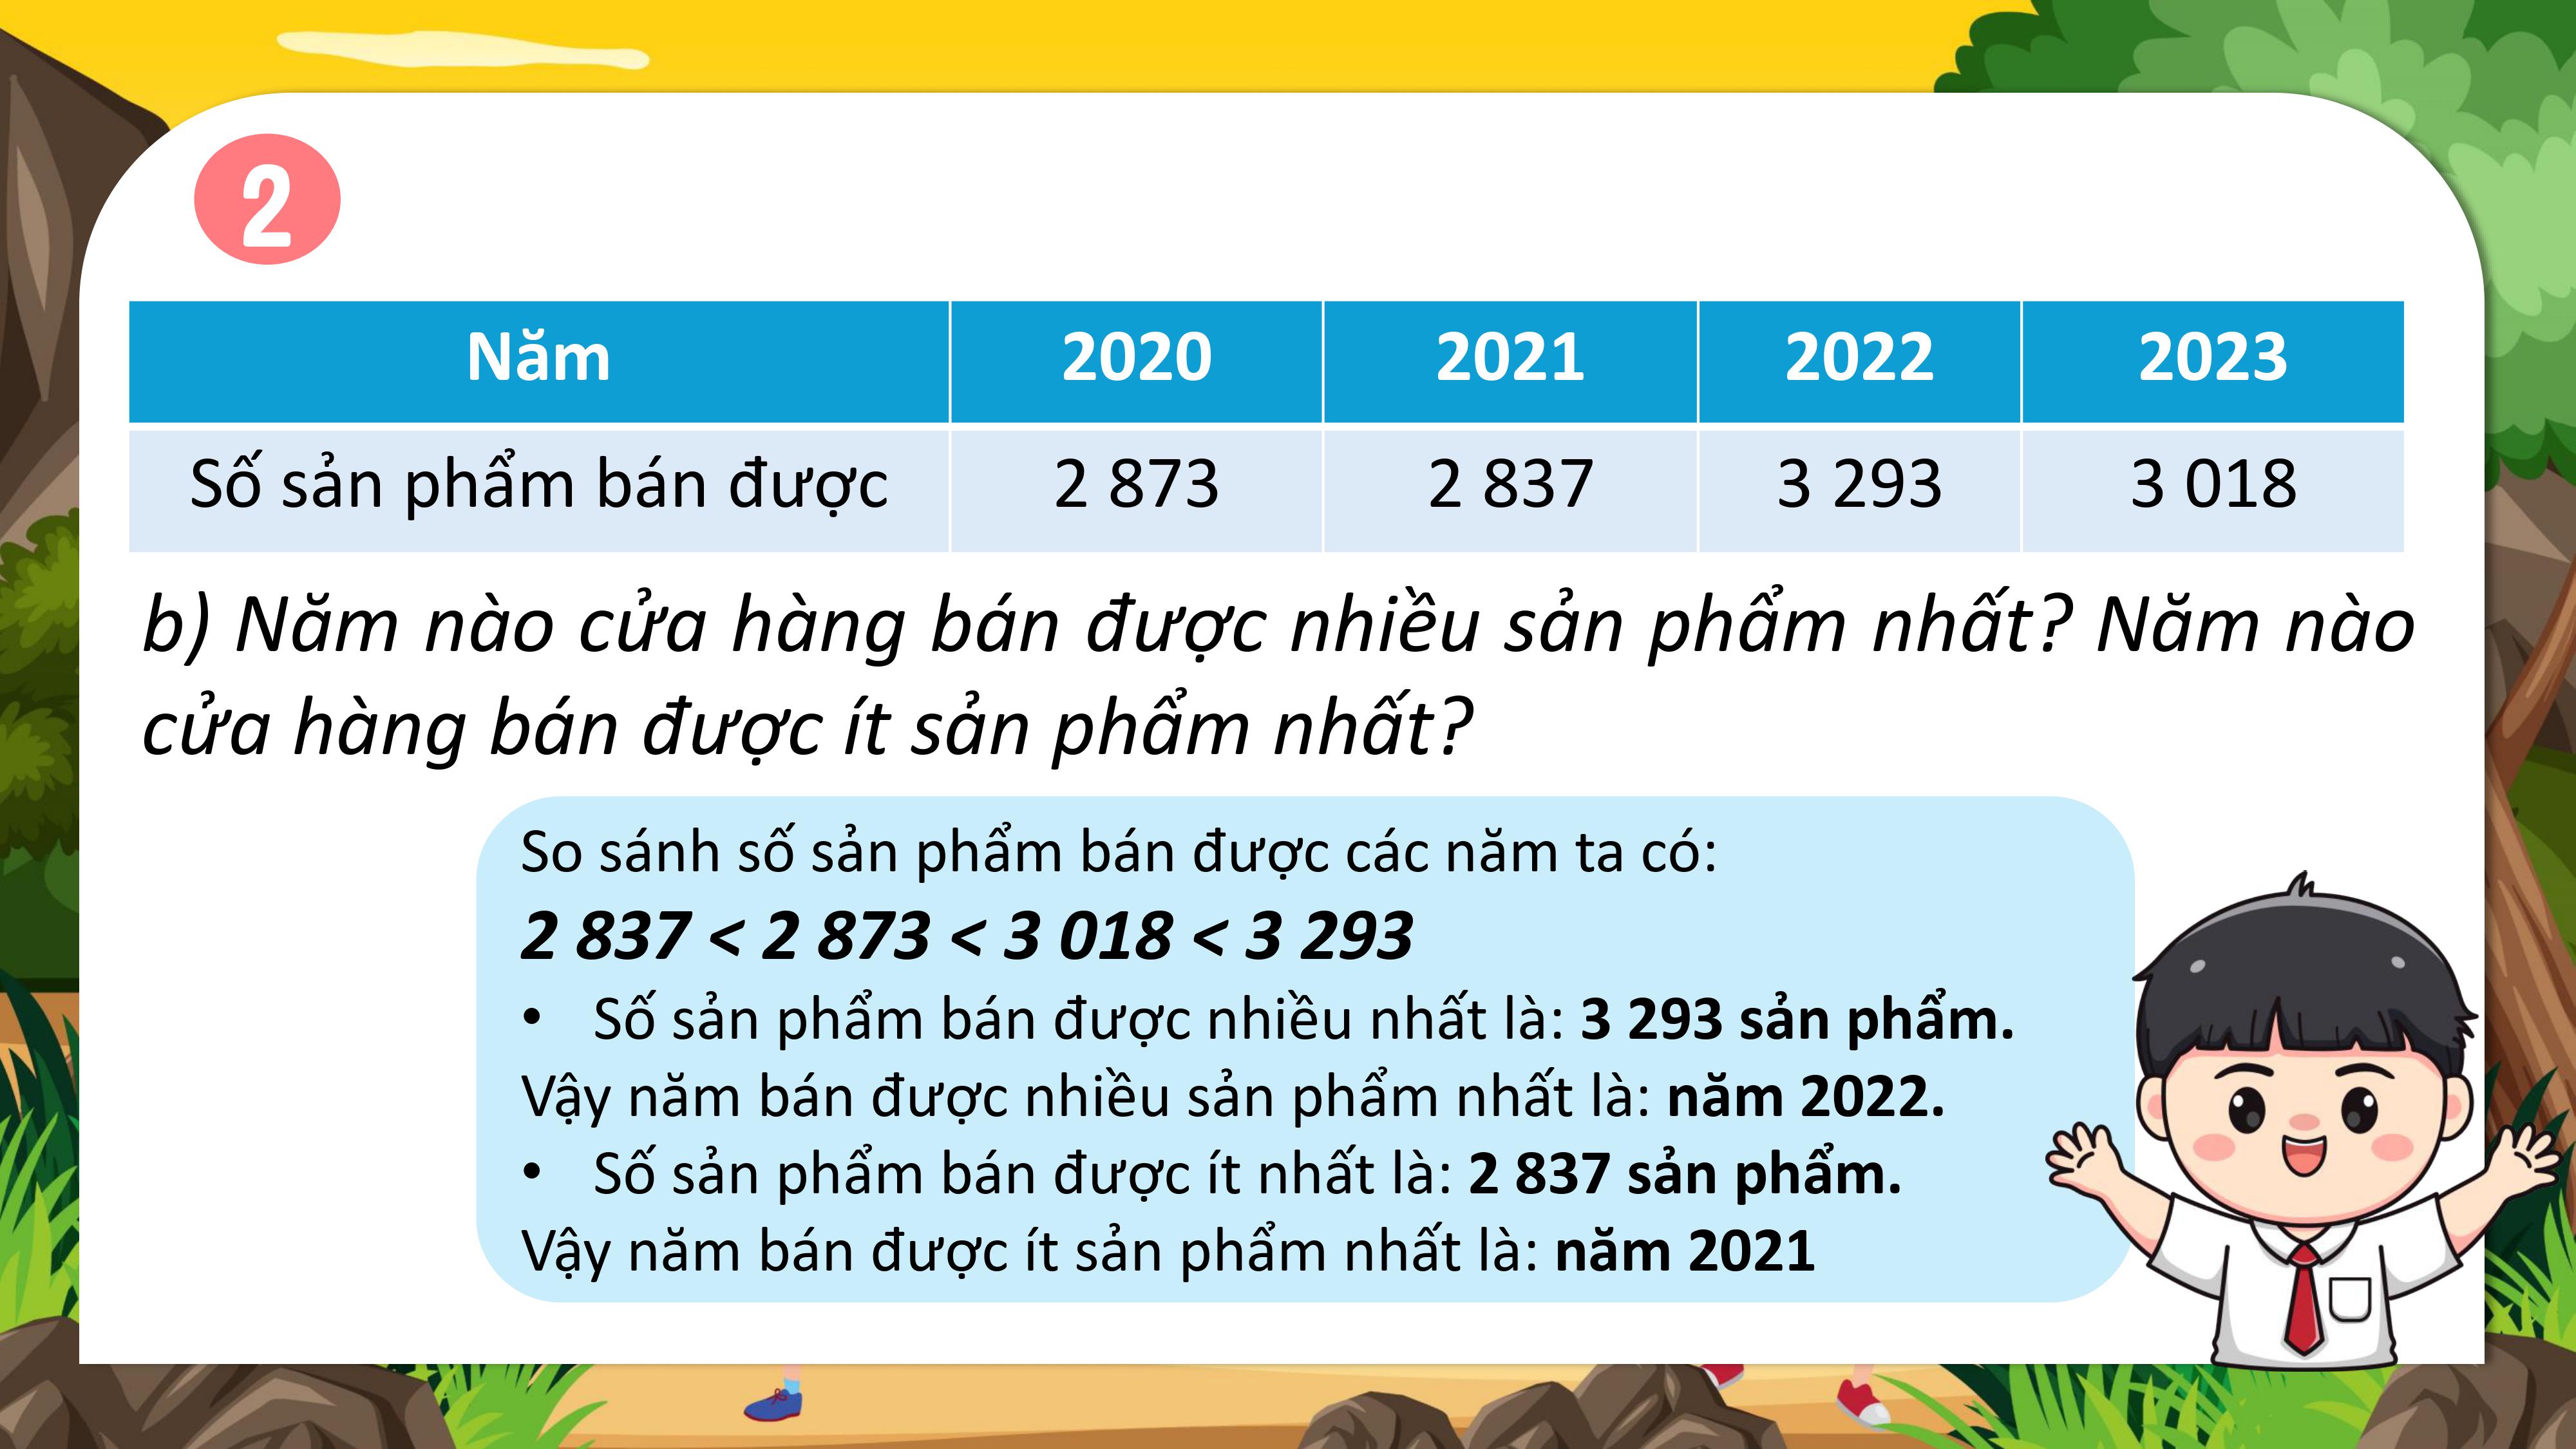 2
Năm 2020 2021 2022 2023
Số sản phẩm bán được 2 873 2 837 3 293 3 018
b) Năm nào cửa hàng bán được nhiều sản phẩm nhất? Năm nào
cửa hàng bán được ít sản phẩm nhất?
So sánh số sản phẩm bán được các năm ta có:
2 837 < 2 873 < 3 018 < 3 293
• Số sản phẩm bán được nhiều nhất là: 3 293 sản phẩm.
Vậy năm bán được nhiều sản phẩm nhất là: năm 2022.
• Số sản phẩm bán được ít nhất là: 2 837 sản phẩm.
Vậy năm bán được ít sản phẩm nhất là: năm 2021